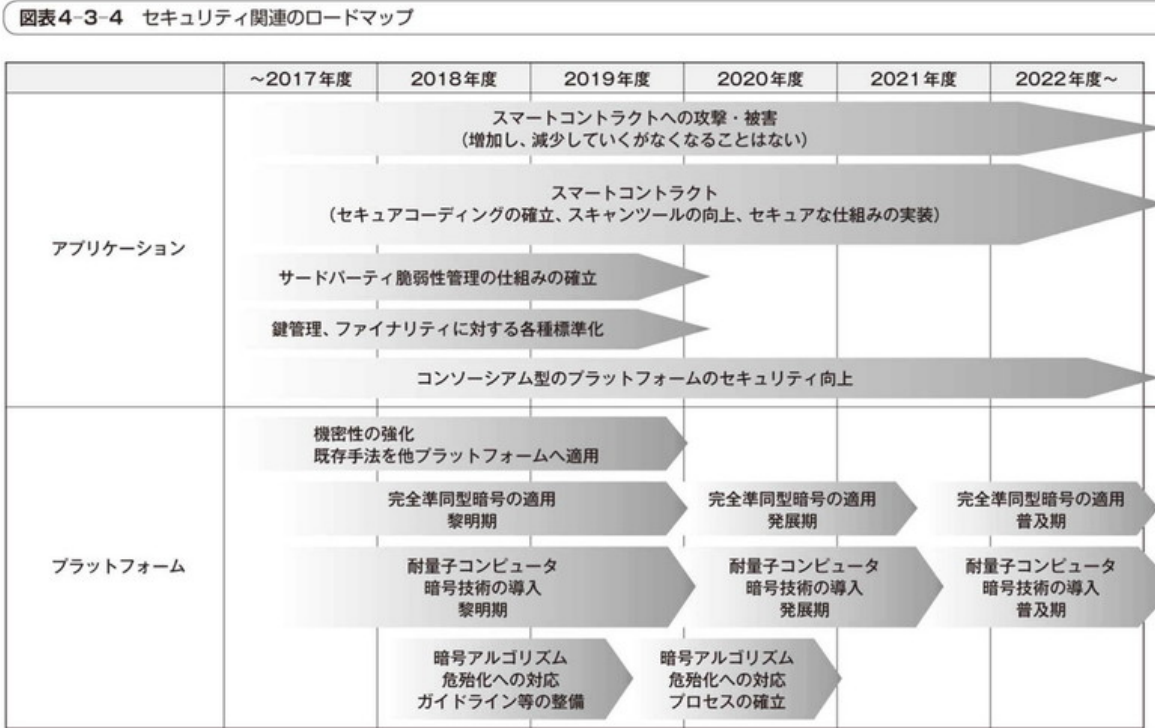 図表4-3-4 セキュリティ関連のロードマップ
～2017年度
2018年度
2019年度
2020年度
2021年度
2022年度～
アプリケーション
スマートコントラクトへの攻撃・被害
（増加し、減少していくがなくなることはない）
スマートコントラクト
（セキュアコーディングの確立、スキャンツールの向上、セキュアな仕組みの実装）
サードパーティ脆弱性管理の仕組みの確立
鍵管理、ファイナリティに対する各種標準化
コンソーシアム型のプラットフォームのセキュリティ向上
プラットフォーム
機密性の強化
既存手法を他プラットフォームへ適用
完全準同型暗号の適用
黎明期
完全準同型暗号の適用
発展期
完全準同型暗号の適用
普及期
耐量子コンピュータ
暗号技術の導入
黎明期
耐量子コンピュータ
暗号技術の導入
発展期
耐量子コンピュータ
暗号技術の導入
普及期
暗号アルゴリズム
危殆化への対応
ガイドライン等の整備
暗号アルゴリズム
危殆化への対応
プロセスの確立